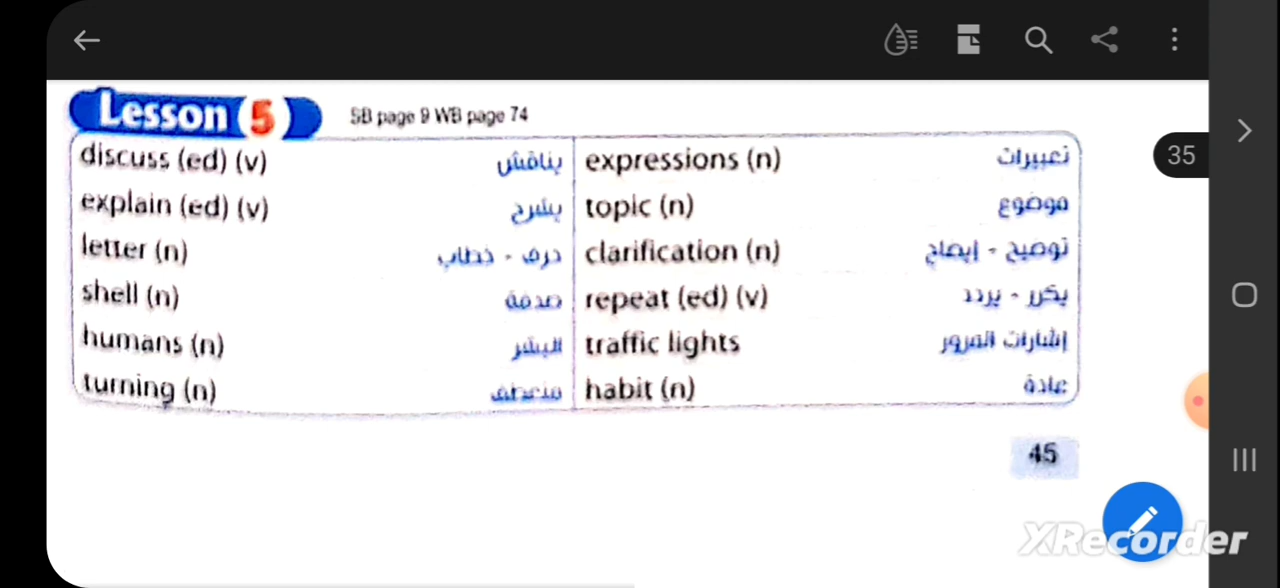 Lesson (5) SB page 9 WB page 74
discuss (ed) (v) يناقش expressions (n) تعبيرات
explain (ed) (v) يشرح topic (n) موضوع
letter (n) حرف - خطاب clarification (n) توضيح - إيضاح
shell (n) صدفة repeat (ed) (v) يكرر - يردد
humans (n) البشر traffic lights إشارات المرور
turning (n) منعطف habit (n) عادة
35
45
XRecorder